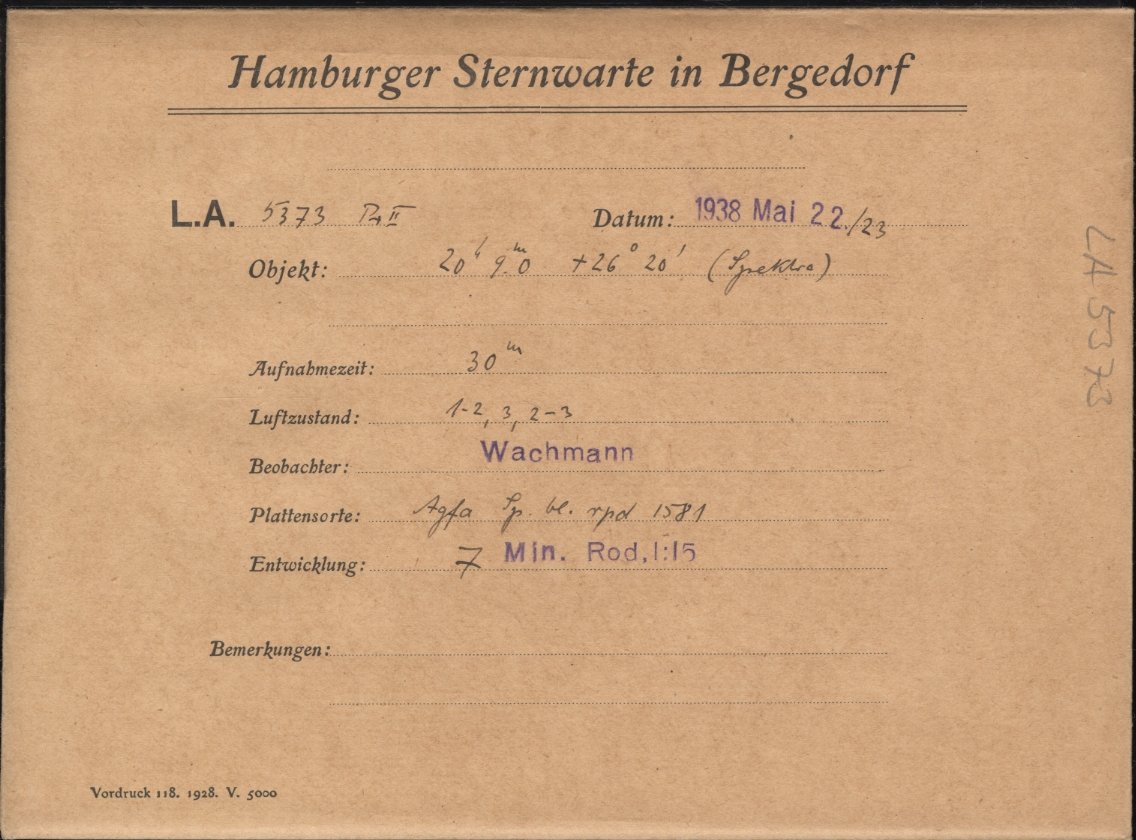 Hamburger Sternwarte in Bergedorf
L.A. 5373 Pr II Datum: 1938 Mai 22./23
Objekt: 20ʰ 9ᵐ.0 +26° 20' (Spektra)
Aufnahmezeit: 30ᵐ
Luftzustand: 1-2, 3, 2-3
Beobachter: Wachmann
Plattensorte: Agfa Sp. bl. rpd 1581
Entwicklung: 7 Min. Rod, 1:15
Bemerkungen:
Vordruck 118. 1928. V. 5000
LA 5373